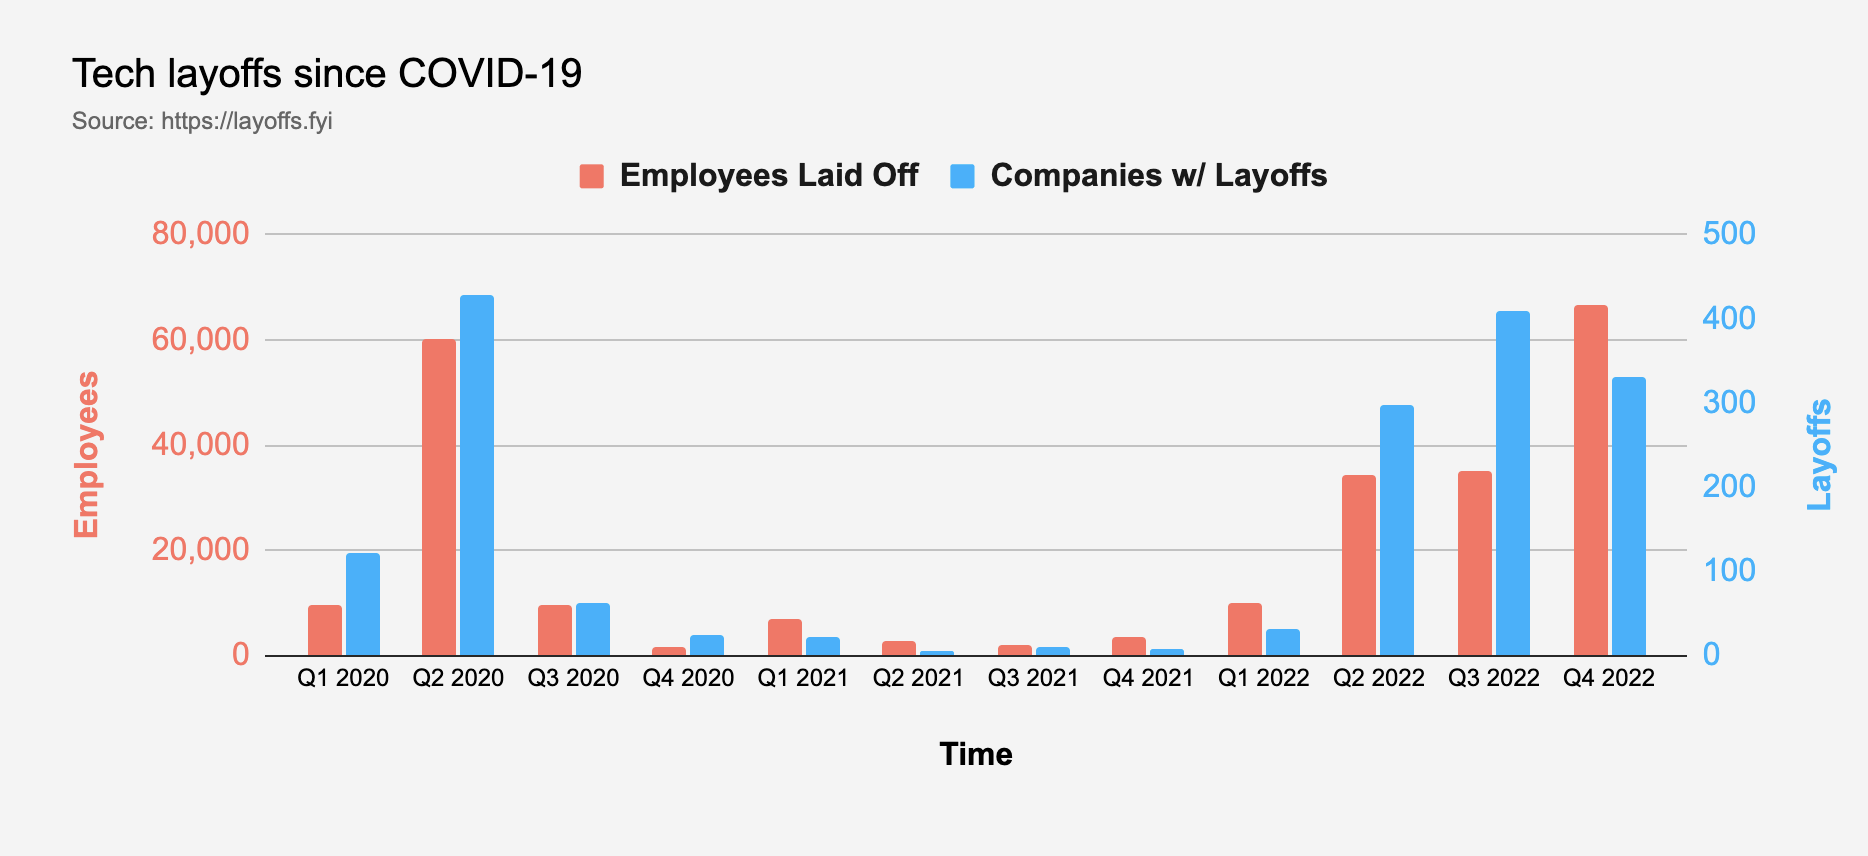 Tech layoffs since COVID-19
Source: https://layoffs.fyi
Employees Laid Off Companies w/ Layoffs
80,000 500
400
60,000
300
40,000
200
20,000
100
0 0
Employees
Layoffs
Q1 2020 Q2 2020 Q3 2020 Q4 2020 Q1 2021 Q2 2021 Q3 2021 Q4 2021 Q1 2022 Q2 2022 Q3 2022 Q4 2022
Time